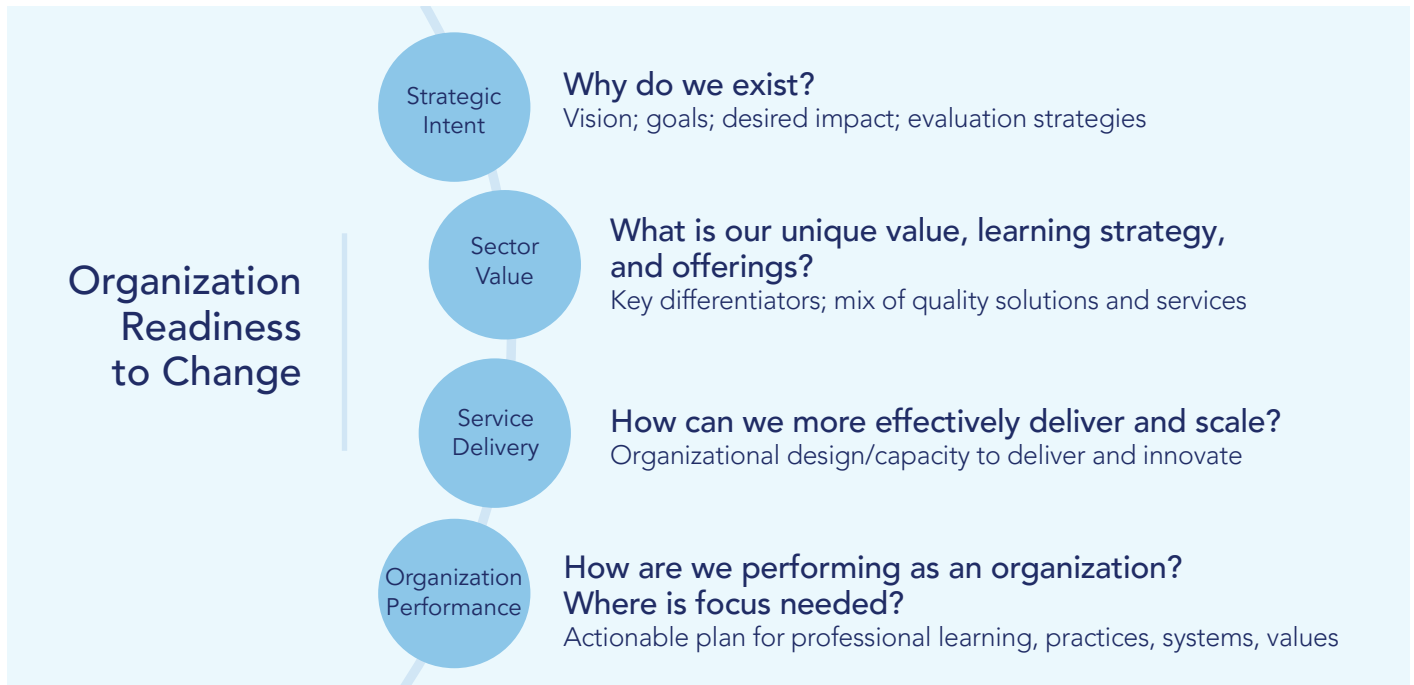 Organization
Readiness
to Change
Strategic
Intent
Why do we exist?
Vision; goals; desired impact; evaluation strategies
Sector
Value
What is our unique value, learning strategy,
and offerings?
Key differentiators; mix of quality solutions and services
Service
Delivery
How can we more effectively deliver and scale?
Organizational design/capacity to deliver and innovate
Organization
Performance
How are we performing as an organization?
Where is focus needed?
Actionable plan for professional learning, practices, systems, values